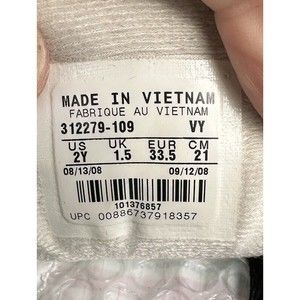 MADE IN VIETNAM
FABRIQUE AU VIETNAM
312279-109 VY
US UK EUR CM
2Y 1.5 33.5 21
08/13/08 09/12/08
101376857
UPC 00886737918357